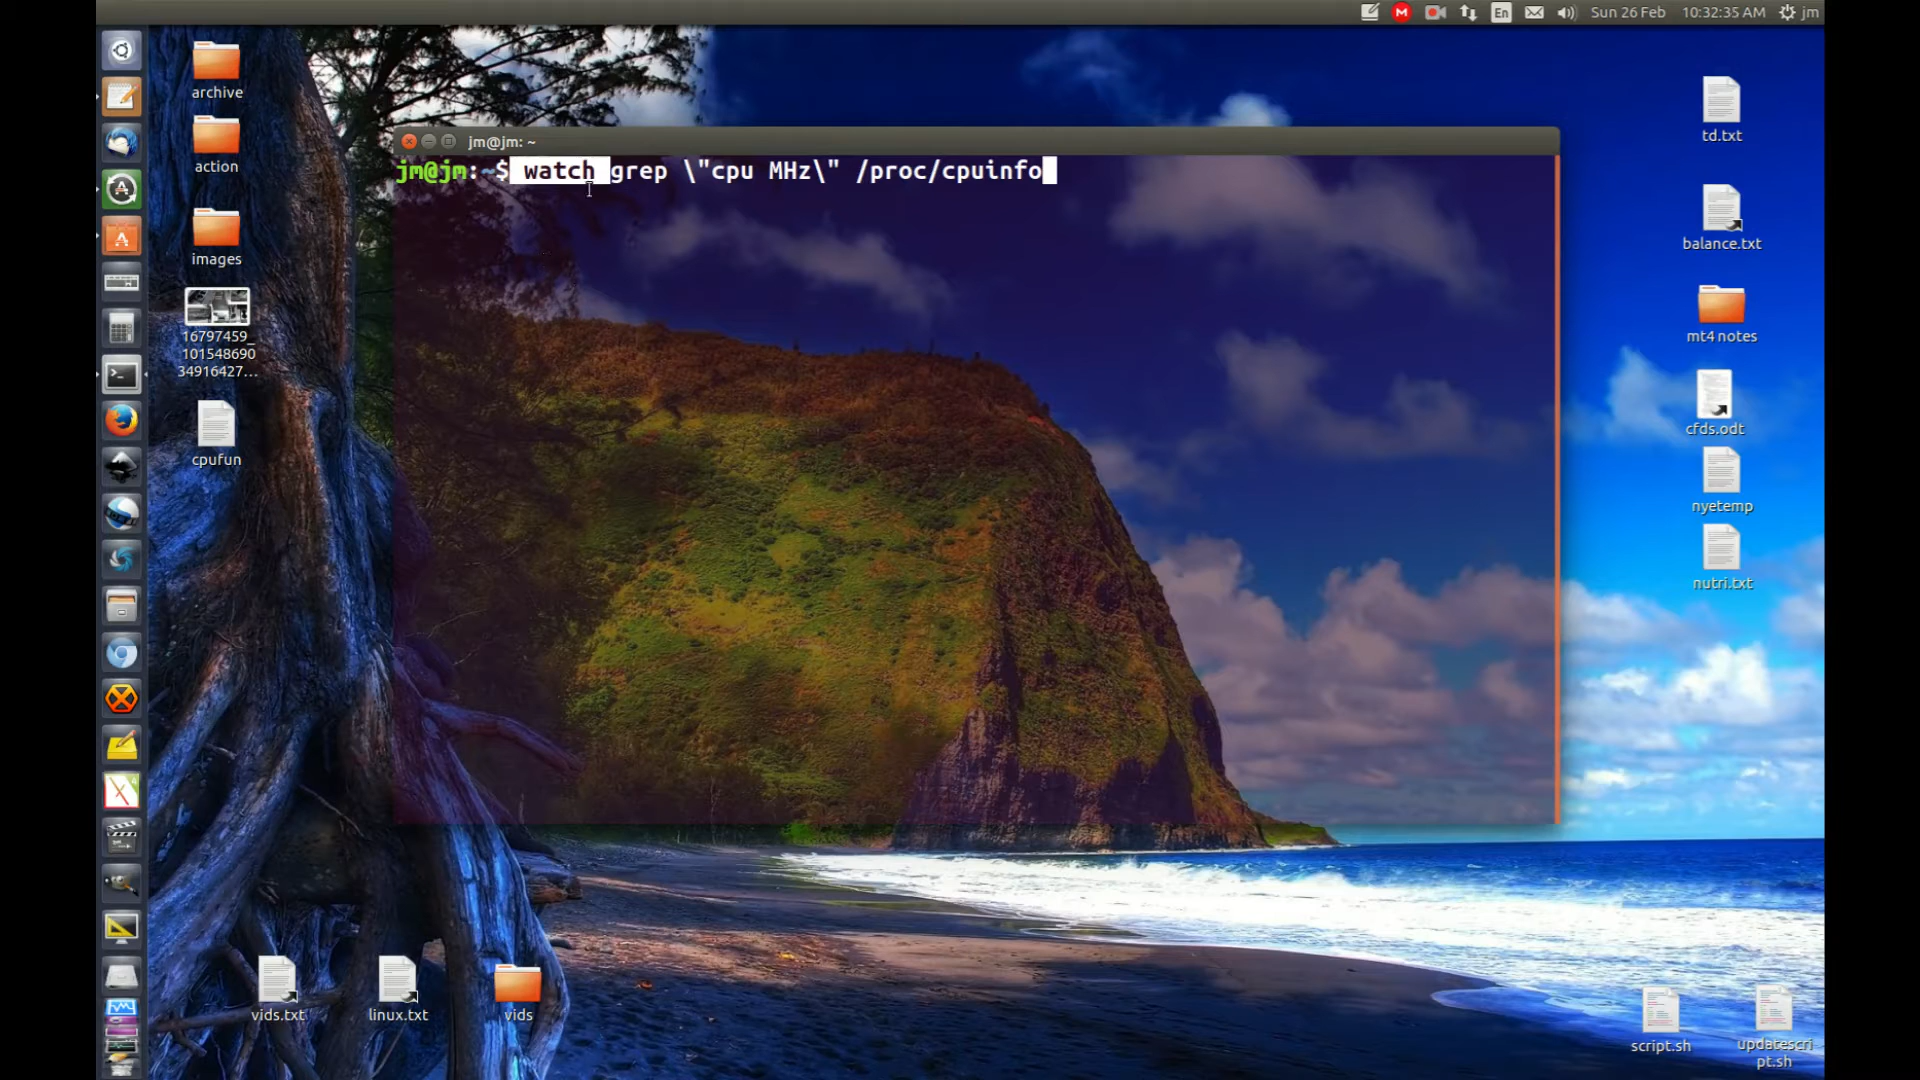 En
Sun 26 Feb
10:32:35 AM
jm
archive
action
images
16797459_
101548690
34916427...
cpufun
jm@jm: ~
jm@jm:~$ watch grep \"cpu MHz\" /proc/cpuinfo
td.txt
balance.txt
mt4 notes
cfds.odt
nyetemp
nutri.txt
vids.txt
linux.txt
vids
script.sh
updatescri
pt.sh